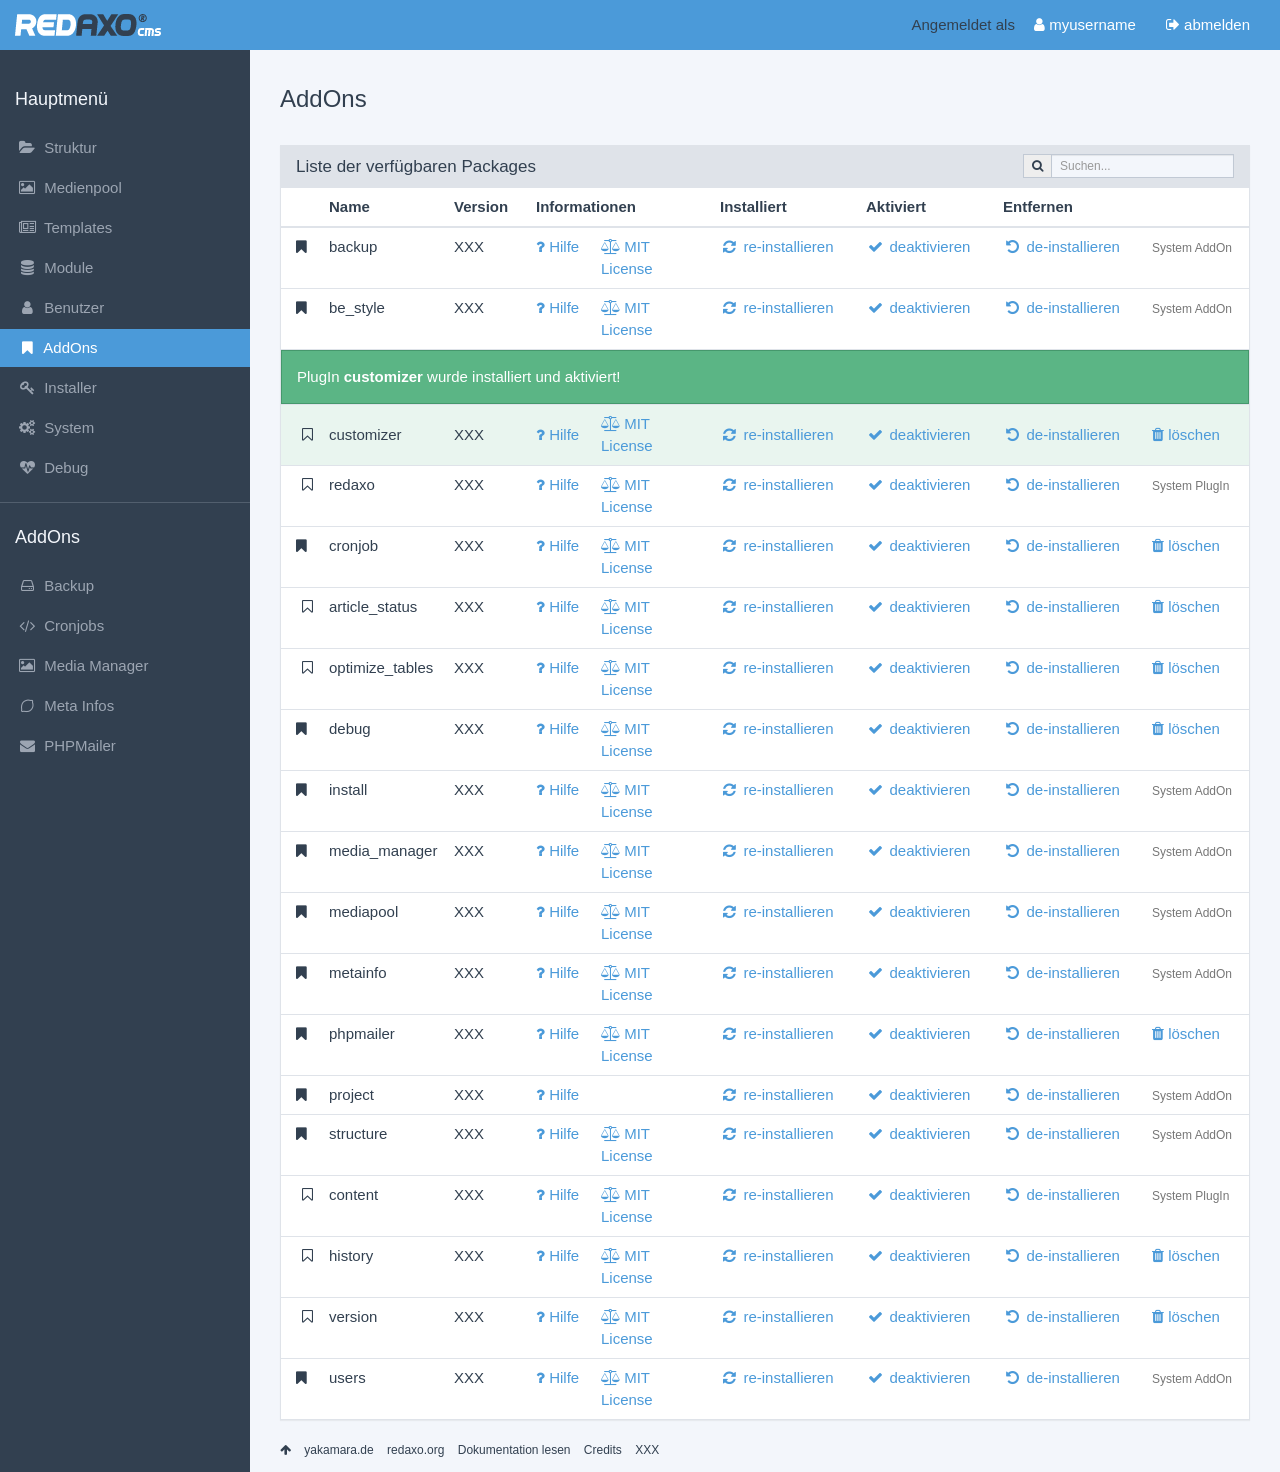 REDAXO® cms
Angemeldet als myusername abmelden
Hauptmenü
Struktur
Medienpool
Templates
Module
Benutzer
AddOns
Installer
System
Debug
AddOns
Backup
Cronjobs
Media Manager
Meta Infos
PHPMailer
AddOns
Liste der verfügbaren Packages
Suchen...
Name Version Informationen Installiert Aktiviert Entfernen
backup XXX ? Hilfe MIT License re-installieren deaktivieren de-installieren System AddOn
be_style XXX ? Hilfe MIT License re-installieren deaktivieren de-installieren System AddOn
PlugIn customizer wurde installiert und aktiviert!
customizer XXX ? Hilfe MIT License re-installieren deaktivieren de-installieren löschen
redaxo XXX ? Hilfe MIT License re-installieren deaktivieren de-installieren System PlugIn
cronjob XXX ? Hilfe MIT License re-installieren deaktivieren de-installieren löschen
article_status XXX ? Hilfe MIT License re-installieren deaktivieren de-installieren löschen
optimize_tables XXX ? Hilfe MIT License re-installieren deaktivieren de-installieren löschen
debug XXX ? Hilfe MIT License re-installieren deaktivieren de-installieren löschen
install XXX ? Hilfe MIT License re-installieren deaktivieren de-installieren System AddOn
media_manager XXX ? Hilfe MIT License re-installieren deaktivieren de-installieren System AddOn
mediapool XXX ? Hilfe MIT License re-installieren deaktivieren de-installieren System AddOn
metainfo XXX ? Hilfe MIT License re-installieren deaktivieren de-installieren System AddOn
phpmailer XXX ? Hilfe MIT License re-installieren deaktivieren de-installieren löschen
project XXX ? Hilfe re-installieren deaktivieren de-installieren System AddOn
structure XXX ? Hilfe MIT License re-installieren deaktivieren de-installieren System AddOn
content XXX ? Hilfe MIT License re-installieren deaktivieren de-installieren System PlugIn
history XXX ? Hilfe MIT License re-installieren deaktivieren de-installieren löschen
version XXX ? Hilfe MIT License re-installieren deaktivieren de-installieren löschen
users XXX ? Hilfe MIT License re-installieren deaktivieren de-installieren System AddOn
yakamara.de redaxo.org Dokumentation lesen Credits XXX